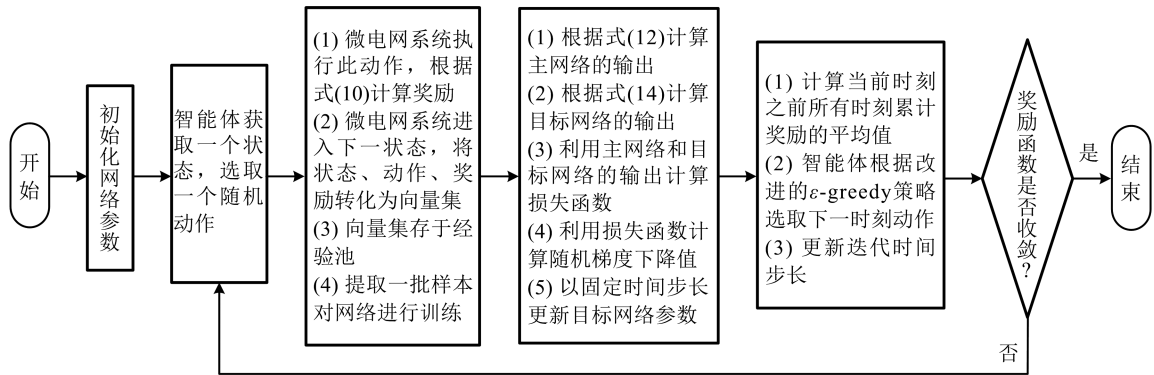 开
始
初
始
化
网
络
参
数
智能体获
取一个状
态，选取
一个随机
动作
(1) 微电网系统执
行此动作，根据
式(10)计算奖励
(2) 微电网系统进
入下一状态，将
状态、动作、奖
励转化为向量集
(3) 向量集存于经
验池
(4) 提取一批样本
对网络进行训练
(1) 根据式(12)计算
主网络的输出
(2) 根据式(14)计算
目标网络的输出
(3) 利用主网络和目
标网络的输出计算
损失函数
(4) 利用损失函数计
算随机梯度下降值
(5) 以固定时间步长
更新目标网络参数
(1) 计算当前时刻
之前所有时刻累计
奖励的平均值
(2) 智能体根据改
进的ε-greedy策略
选取下一时刻动作
(3) 更新迭代时间
步长
奖励函数是否收敛?
是
结
束
否